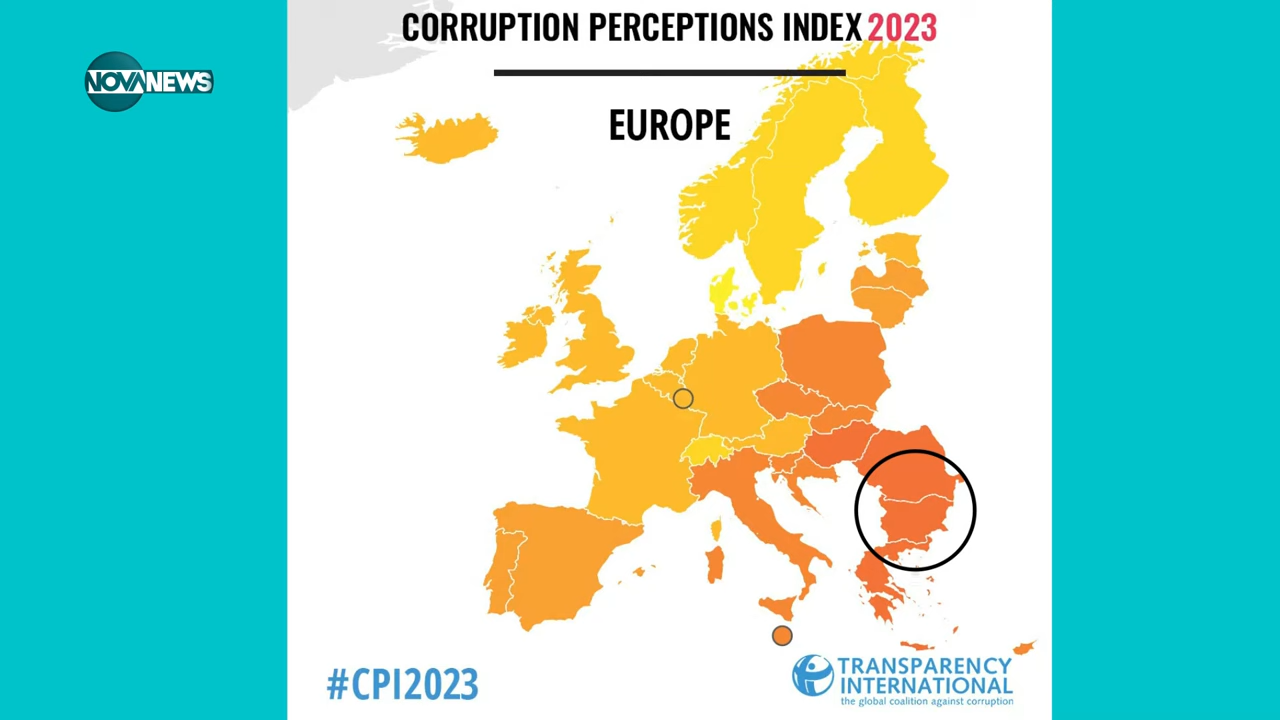 CORRUPTION PERCEPTIONS INDEX 2023
NOVANEWS
EUROPE
#CPI2023
TRANSPARENCY
INTERNATIONAL
the global coalition against corruption